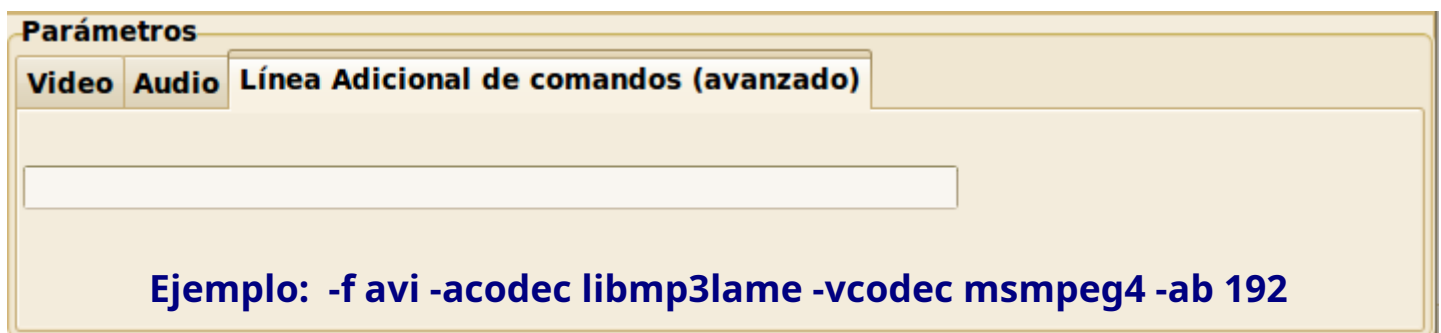 Parámetros
Video Audio Línea Adicional de comandos (avanzado)
Ejemplo: -f avi -acodec libmp3lame -vcodec msmpeg4 -ab 192